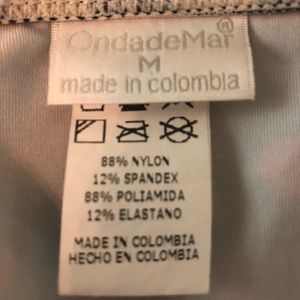 OndadeMar®
M
made in colombia
88% NYLON
12% SPANDEX
88% POLIAMIDA
12% ELASTANO
MADE IN COLOMBIA
HECHO EN COLOMBIA